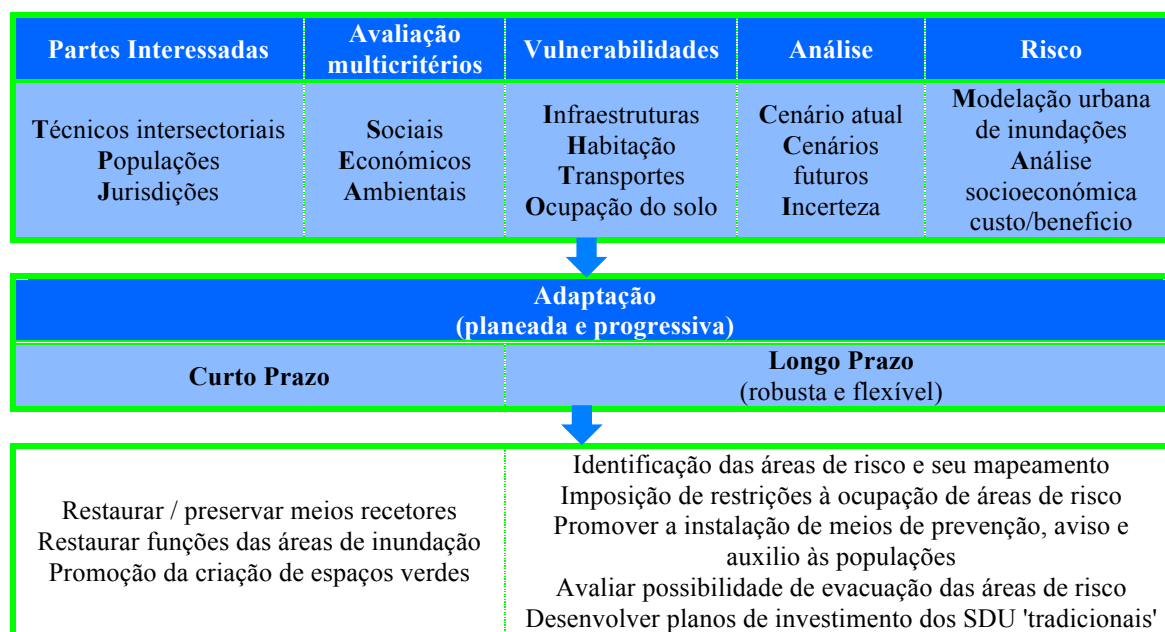 Partes Interessadas
Avaliação
multicritérios
Vulnerabilidades
Análise
Risco
Técnicos intersectoriais
Populações
Jurisdições
Sociais
Económicos
Ambientais
Infraestruturas
Habitação
Transportes
Ocupação do solo
Cenário atual
Cenários
futuros
Incerteza
Modelação urbana
de inundações
Análise
socioeconómica
custo/beneficio
Adaptação
(planeada e progressiva)
Curto Prazo
Longo Prazo
(robusta e flexível)
Restaurar / preservar meios recetores
Restaurar funções das áreas de inundação
Promoção da criação de espaços verdes
Identificação das áreas de risco e seu mapeamento
Imposição de restrições à ocupação de áreas de risco
Promover a instalação de meios de prevenção, aviso e
auxilio às populações
Avaliar possibilidade de evacuação das áreas de risco
Desenvolver planos de investimento dos SDU 'tradicionais'